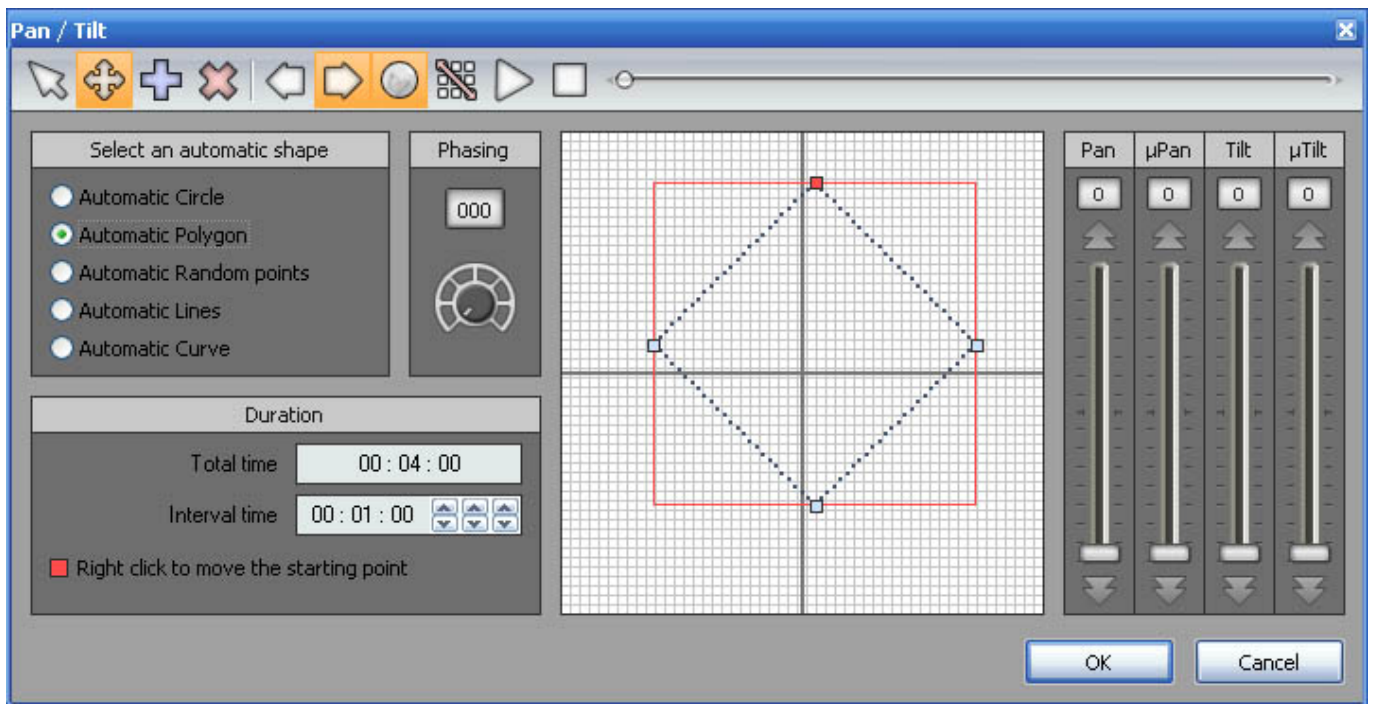 Pan / Tilt
Select an automatic shape
Automatic Circle
Automatic Polygon
Automatic Random points
Automatic Lines
Automatic Curve
Phasing
000
Duration
Total time 00 : 04 : 00
Interval time 00 : 01 : 00
Right click to move the starting point
Pan µPan Tilt µTilt
0 0 0 0
OK Cancel